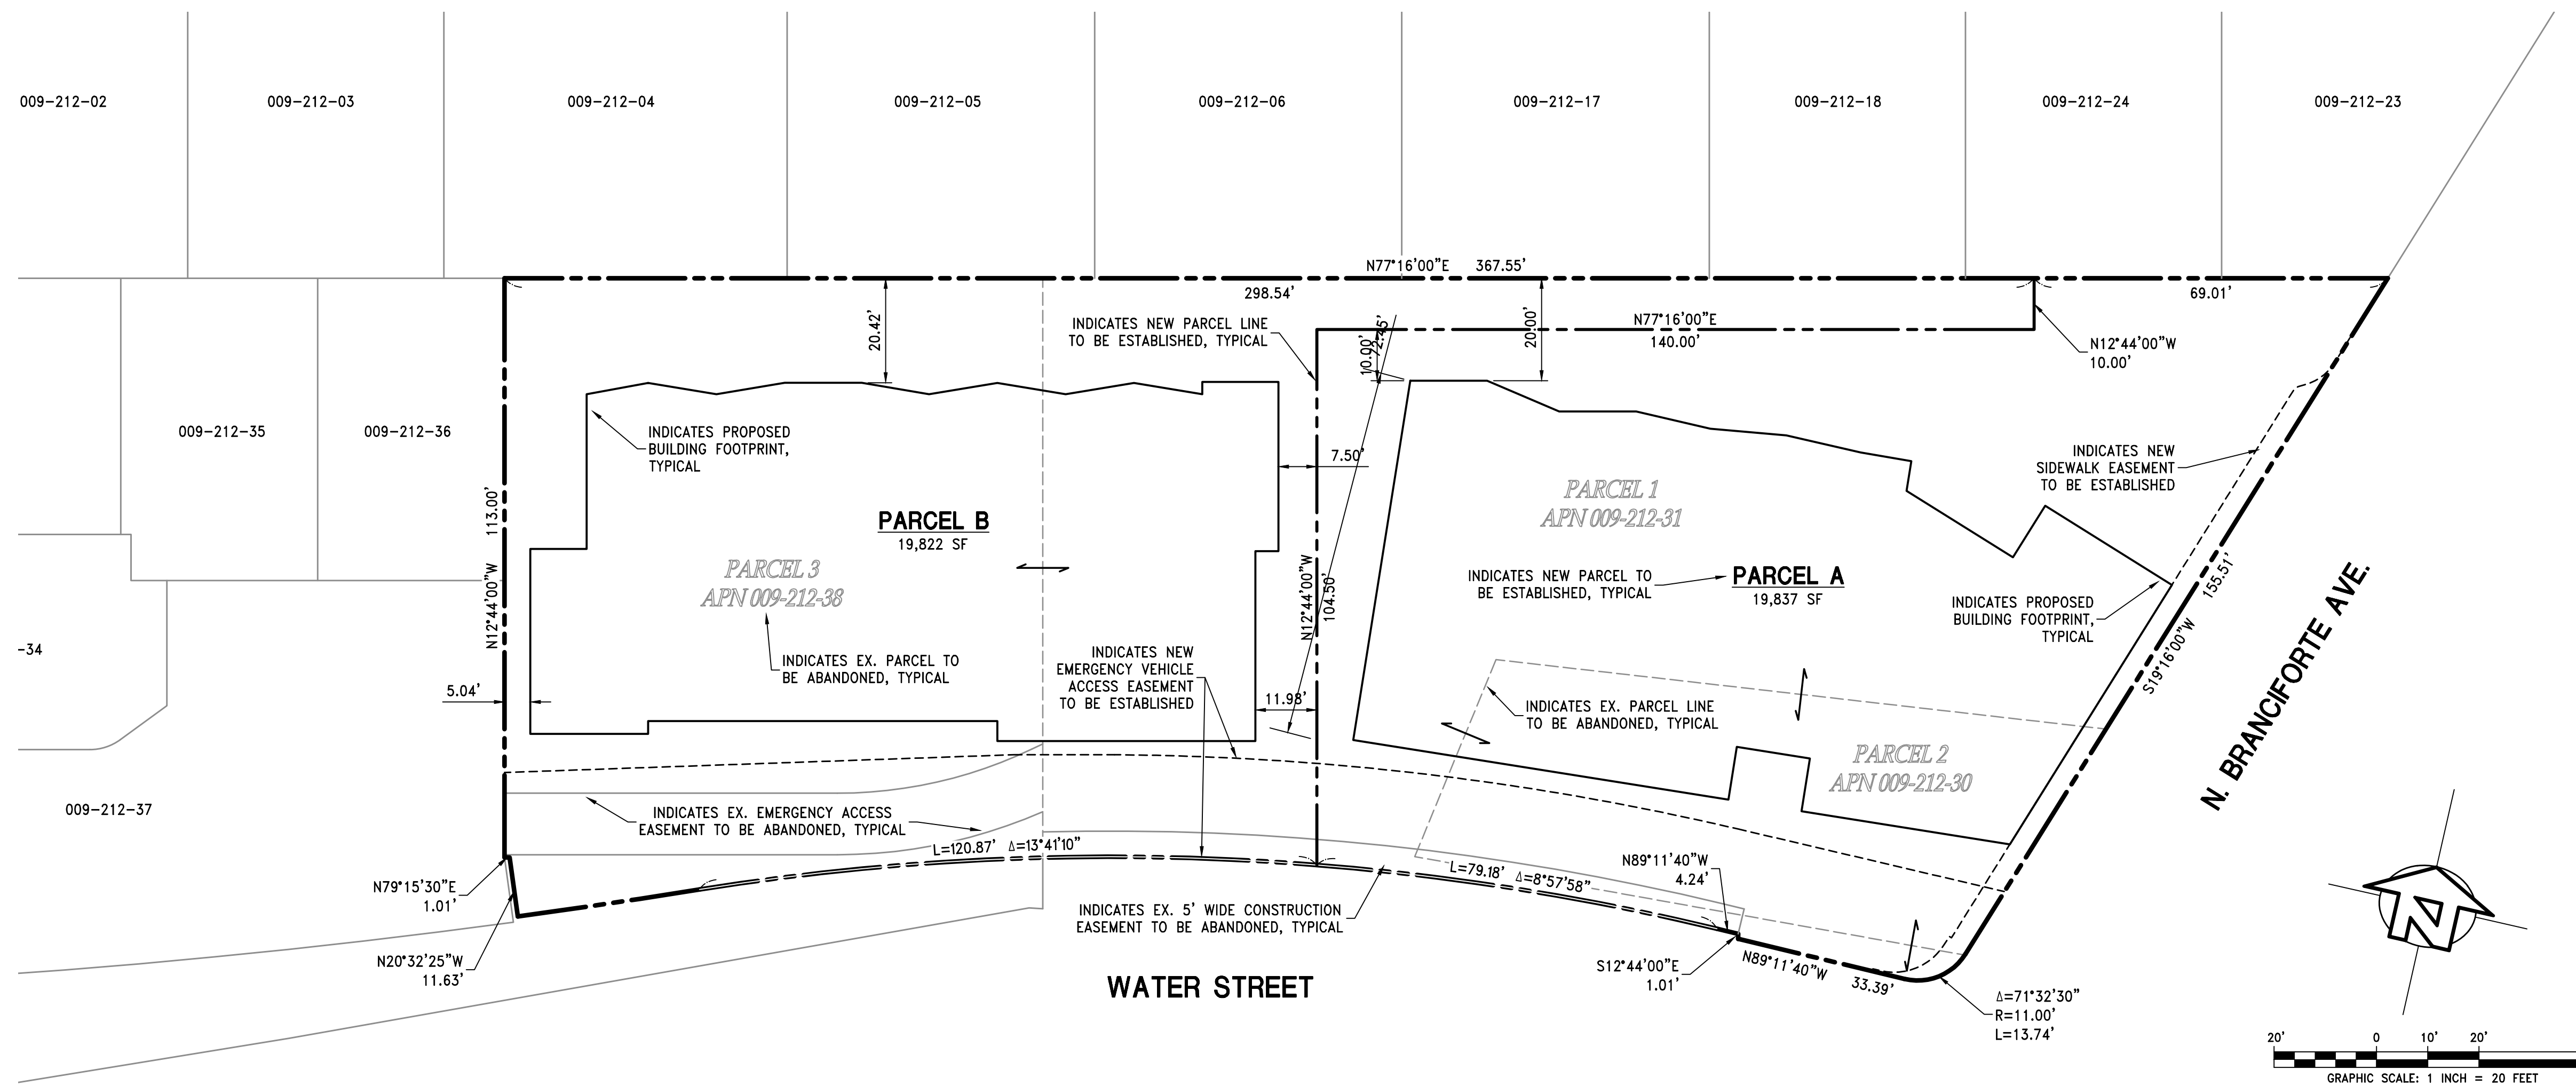 009-212-02
009-212-03
009-212-04
009-212-05
009-212-06
009-212-17
009-212-18
009-212-24
009-212-23
N77°16'00"E 367.55'
298.54'
69.01'
20.42'
INDICATES NEW PARCEL LINE
TO BE ESTABLISHED, TYPICAL
10.00'
72.45'
20.00'
N77°16'00"E
140.00'
N12°44'00"W
10.00'
009-212-35
009-212-36
INDICATES PROPOSED
BUILDING FOOTPRINT,
TYPICAL
7.50'
INDICATES NEW
SIDEWALK EASEMENT
TO BE ESTABLISHED
N12°44'00"W 113.00'
PARCEL B
19,822 SF
PARCEL 1
APN 009-212-31
PARCEL 3
APN 009-212-38
N12°44'00"W
104.50'
INDICATES NEW PARCEL TO
BE ESTABLISHED, TYPICAL
PARCEL A
19,837 SF
INDICATES PROPOSED
BUILDING FOOTPRINT,
TYPICAL
155.51'
S19°16'00"W
N. BRANCIFORTE AVE.
-34
INDICATES EX. PARCEL TO
BE ABANDONED, TYPICAL
INDICATES NEW
EMERGENCY VEHICLE
ACCESS EASEMENT
TO BE ESTABLISHED
5.04'
11.98'
INDICATES EX. PARCEL LINE
TO BE ABANDONED, TYPICAL
PARCEL 2
APN 009-212-30
009-212-37
INDICATES EX. EMERGENCY ACCESS
EASEMENT TO BE ABANDONED, TYPICAL
L=120.87' Δ=13°41'10"
L=79.18' Δ=8°57'58"
N89°11'40"W
4.24'
N79°15'30"E
1.01'
INDICATES EX. 5' WIDE CONSTRUCTION
EASEMENT TO BE ABANDONED, TYPICAL
N20°32'25"W
11.63'
WATER STREET
S12°44'00"E
1.01'
N89°11'40"W
33.39'
Δ=71°32'30"
R=11.00'
L=13.74'
N
20' 0 10' 20'
GRAPHIC SCALE: 1 INCH = 20 FEET